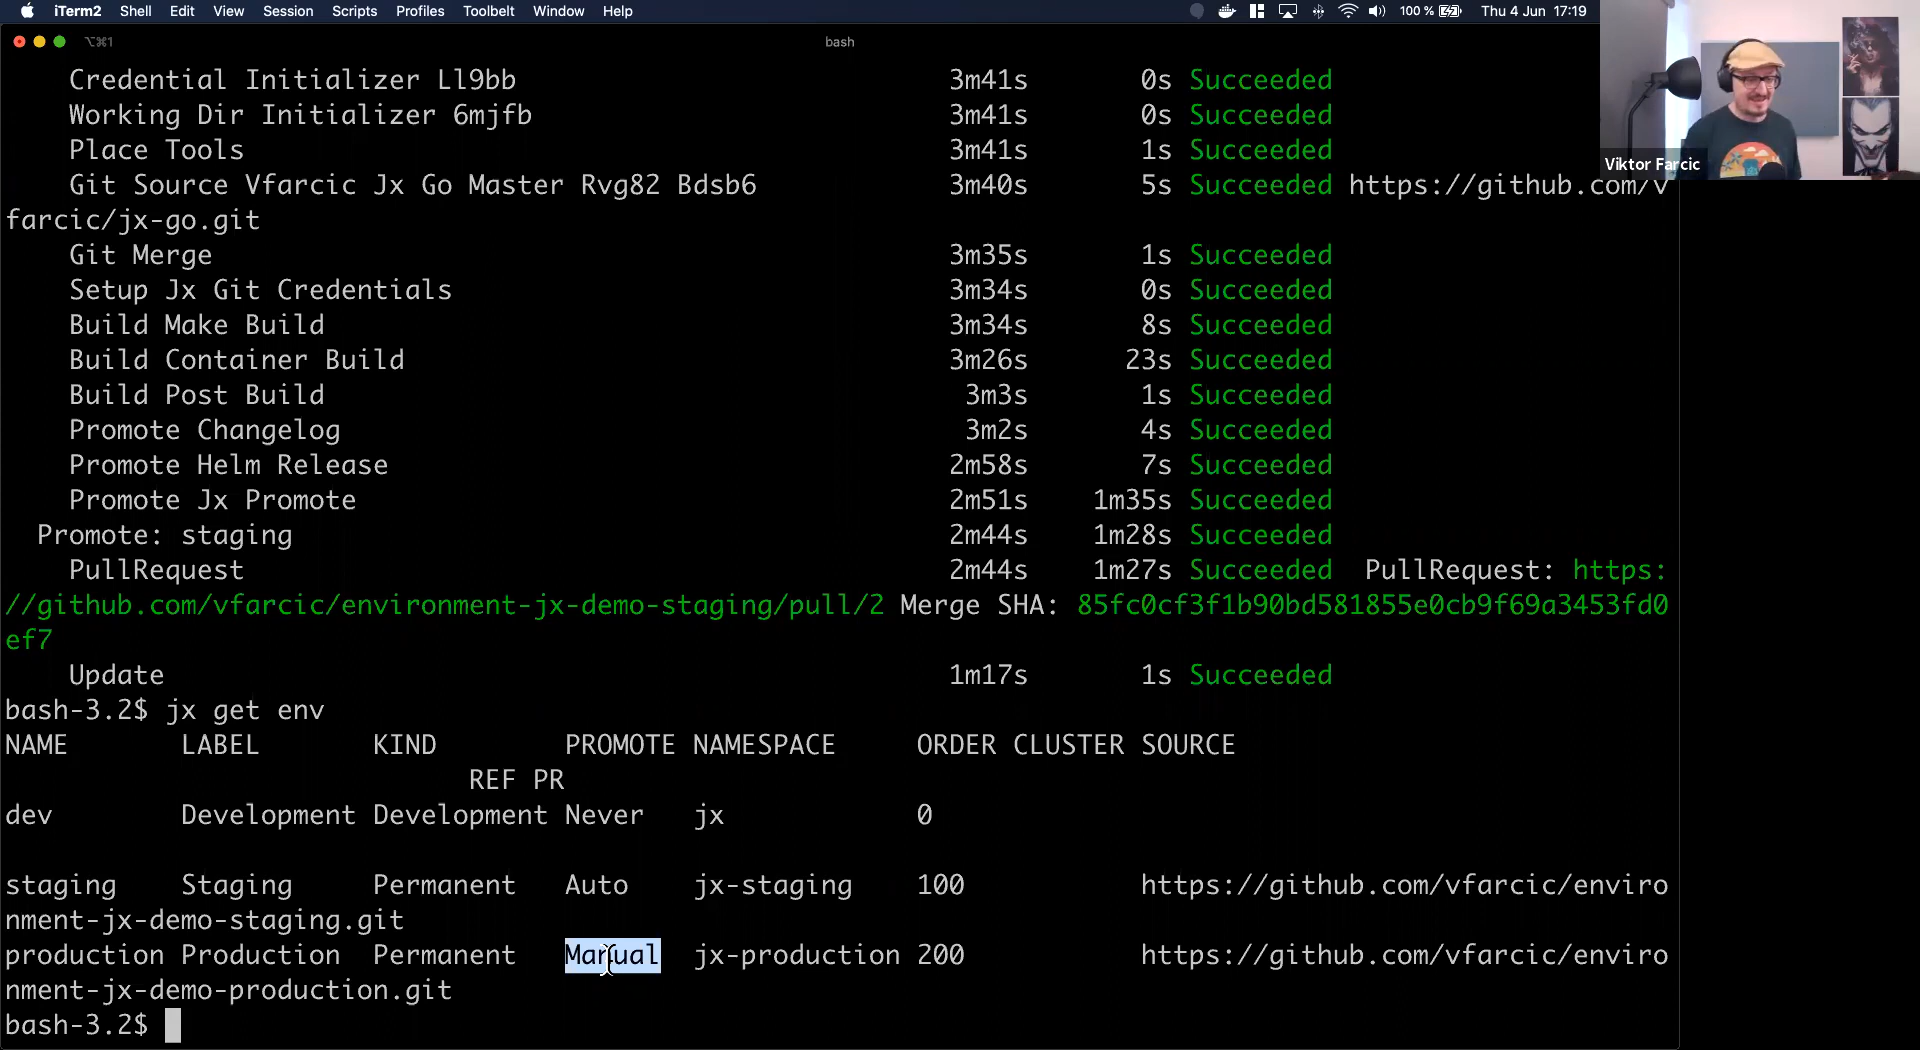 iTerm2 Shell Edit View Session Scripts Profiles Toolbelt Window Help 100 % Thu 4 Jun 17:19
⌥⌘1 bash
Credential Initializer Ll9bb 3m41s 0s Succeeded
Working Dir Initializer 6mjfb 3m41s 0s Succeeded
Place Tools 3m41s 1s Succeeded
Viktor Farcic
Git Source Vfarcic Jx Go Master Rvg82 Bdsb6 3m40s 5s Succeeded https://github.com/v
farcic/jx-go.git
Git Merge 3m35s 1s Succeeded
Setup Jx Git Credentials 3m34s 0s Succeeded
Build Make Build 3m34s 8s Succeeded
Build Container Build 3m26s 23s Succeeded
Build Post Build 3m3s 1s Succeeded
Promote Changelog 3m2s 4s Succeeded
Promote Helm Release 2m58s 7s Succeeded
Promote Jx Promote 2m51s 1m35s Succeeded
Promote: staging 2m44s 1m28s Succeeded
PullRequest 2m44s 1m27s Succeeded PullRequest: https:
//github.com/vfarcic/environment-jx-demo-staging/pull/2 Merge SHA: 85fc0cf3f1b90bd581855e0cb9f69a3453fd0
ef7
Update 1m17s 1s Succeeded
bash-3.2$ jx get env
NAME LABEL KIND PROMOTE NAMESPACE ORDER CLUSTER SOURCE
REF PR
dev Development Development Never jx 0
staging Staging Permanent Auto jx-staging 100 https://github.com/vfarcic/enviro
nment-jx-demo-staging.git
production Production Permanent Manual jx-production 200 https://github.com/vfarcic/enviro
nment-jx-demo-production.git
bash-3.2$